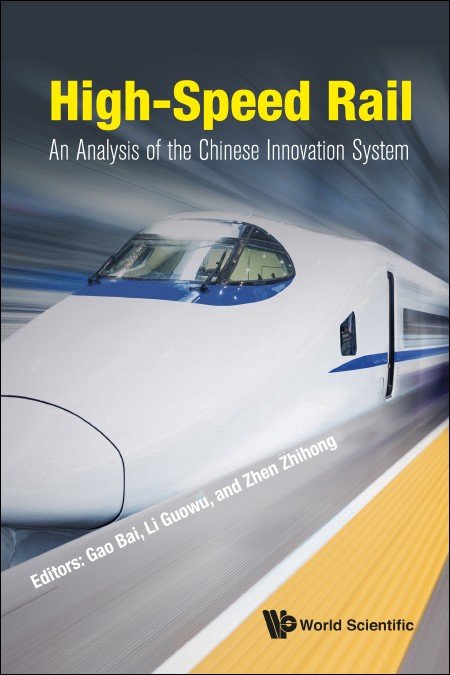 High-Speed Rail
An Analysis of the Chinese Innovation System
Editors: Gao Bai, Li Guowu, and Zhen Zhihong
World Scientific